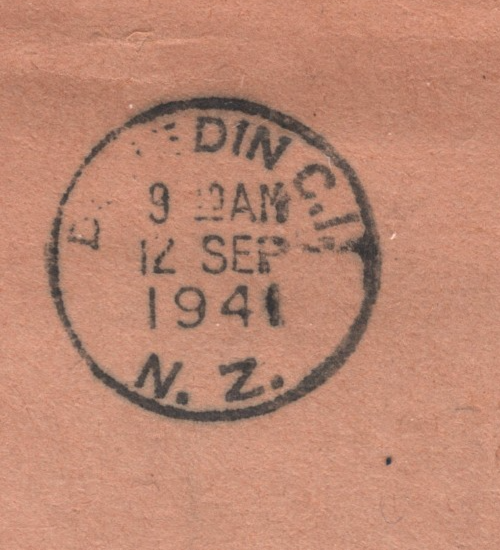 DIN C.
9 AM
12 SEP
1941
N. Z.